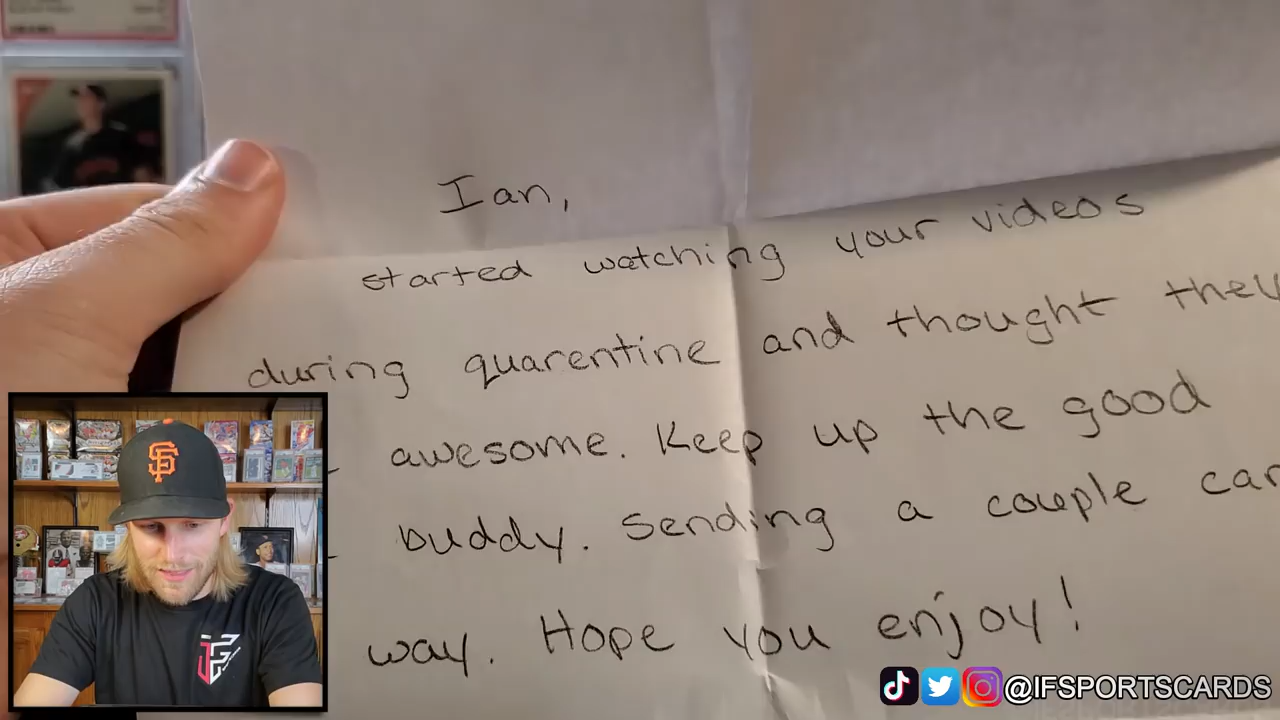 Ian,
started watching your videos
during quarentine and thought they
awesome. Keep up the good
buddy. Sending a couple
way. Hope you enjoy!
SF
@IFSPORTSCARDS